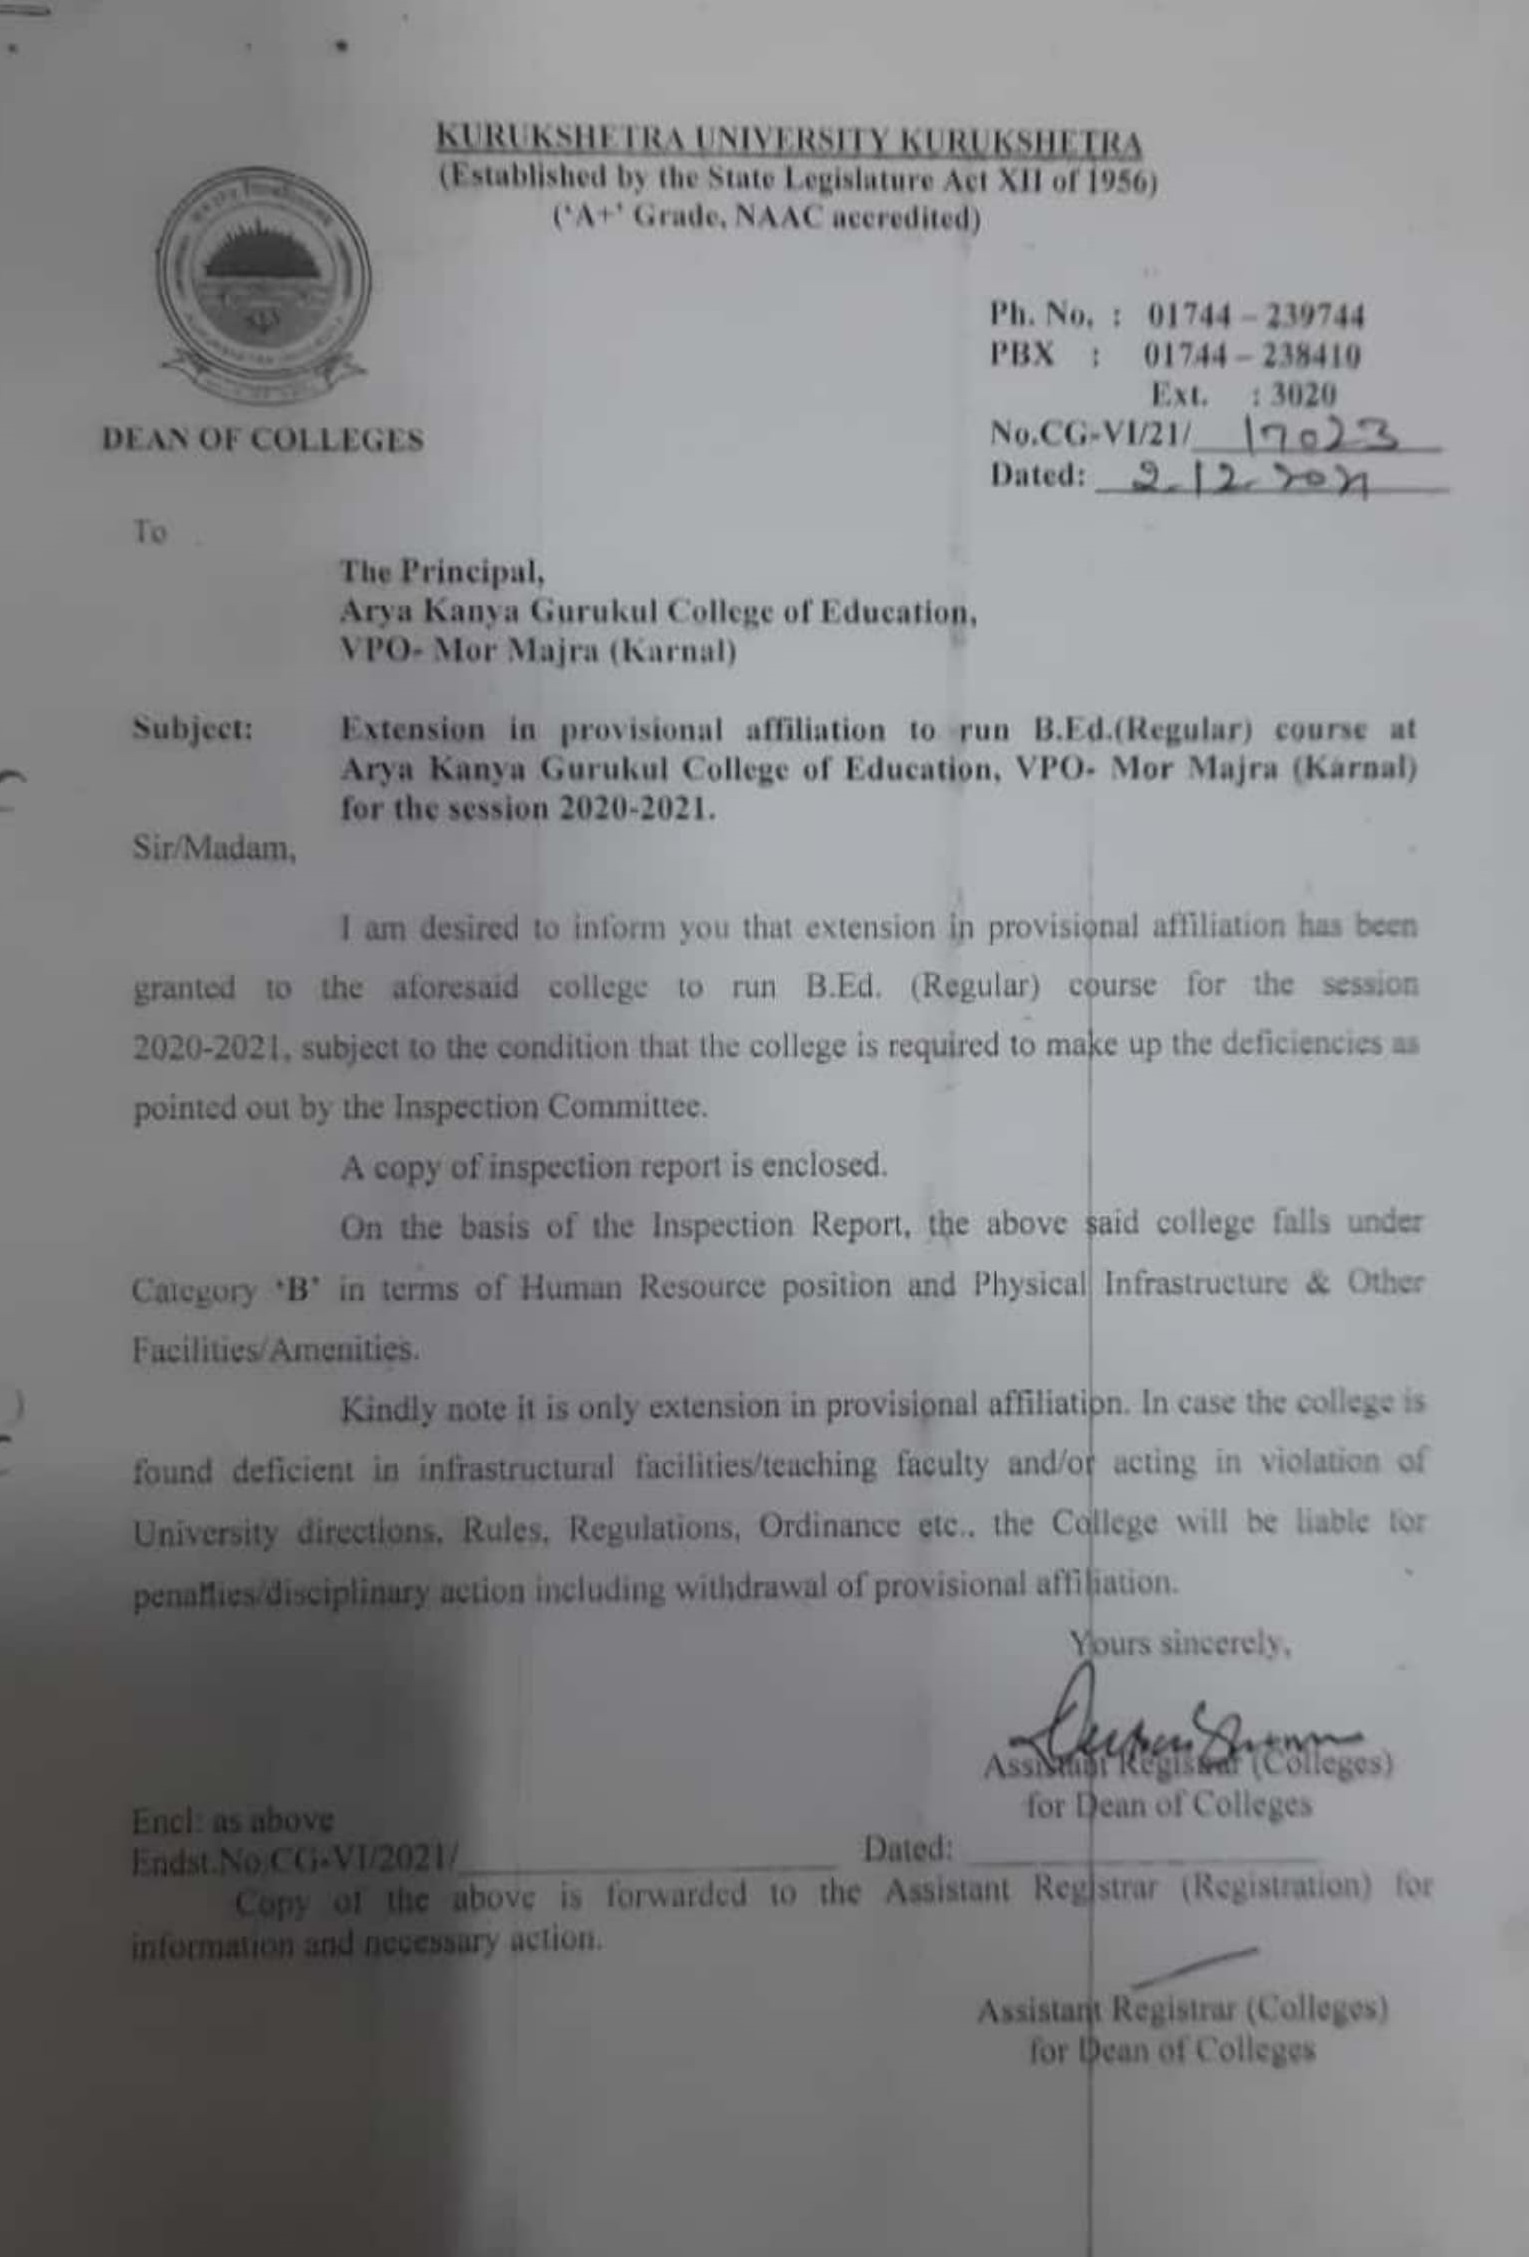 KURUKSHETRA UNIVERSITY KURUKSHETRA
(Established by the State Legislature Act XII of 1956)
('A+' Grade, NAAC accredited)
Ph. No. : 01744 – 239744
PBX : 01744 – 238410
Ext. : 3020
DEAN OF COLLEGES
No.CG-VI/21/ 17023
Dated: 2.12.2021
To
The Principal,
Arya Kanya Gurukul College of Education,
VPO- Mor Majra (Karnal)
Subject: Extension in provisional affiliation to run B.Ed.(Regular) course at
Arya Kanya Gurukul College of Education, VPO- Mor Majra (Karnal)
for the session 2020-2021.
Sir/Madam,
I am desired to inform you that extension in provisional affiliation has been
granted to the aforesaid college to run B.Ed. (Regular) course for the session
2020-2021, subject to the condition that the college is required to make up the deficiencies as
pointed out by the Inspection Committee.
A copy of inspection report is enclosed.
On the basis of the Inspection Report, the above said college falls under
Category 'B' in terms of Human Resource position and Physical Infrastructure & Other
Facilities/Amenities.
Kindly note it is only extension in provisional affiliation. In case the college is
found deficient in infrastructural facilities/teaching faculty and/or acting in violation of
University directions, Rules, Regulations, Ordinance etc., the College will be liable for
penalties/disciplinary action including withdrawal of provisional affiliation.
Yours sincerely,
Assistant Registrar (Colleges)
for Dean of Colleges
Encl: as above
Endst.No.CG-VI/2021/ Dated:
Copy of the above is forwarded to the Assistant Registrar (Registration) for
information and necessary action.
Assistant Registrar (Colleges)
for Dean of Colleges